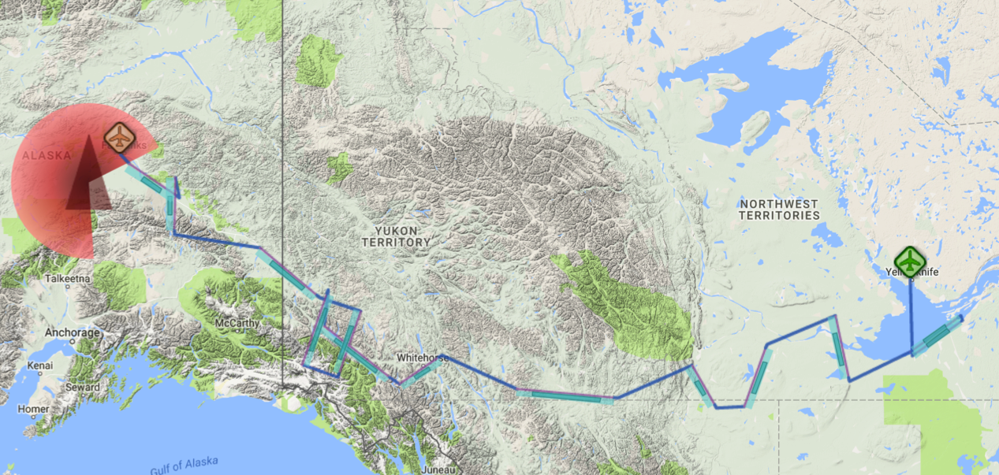 ALASKA
NORTHWEST
TERRITORIES
YUKON
TERRITORY
Talkeetna
McCarthy
Anchorage
Whitehorse
Kenai
Seward
Homer
Gulf of Alaska
Juneau